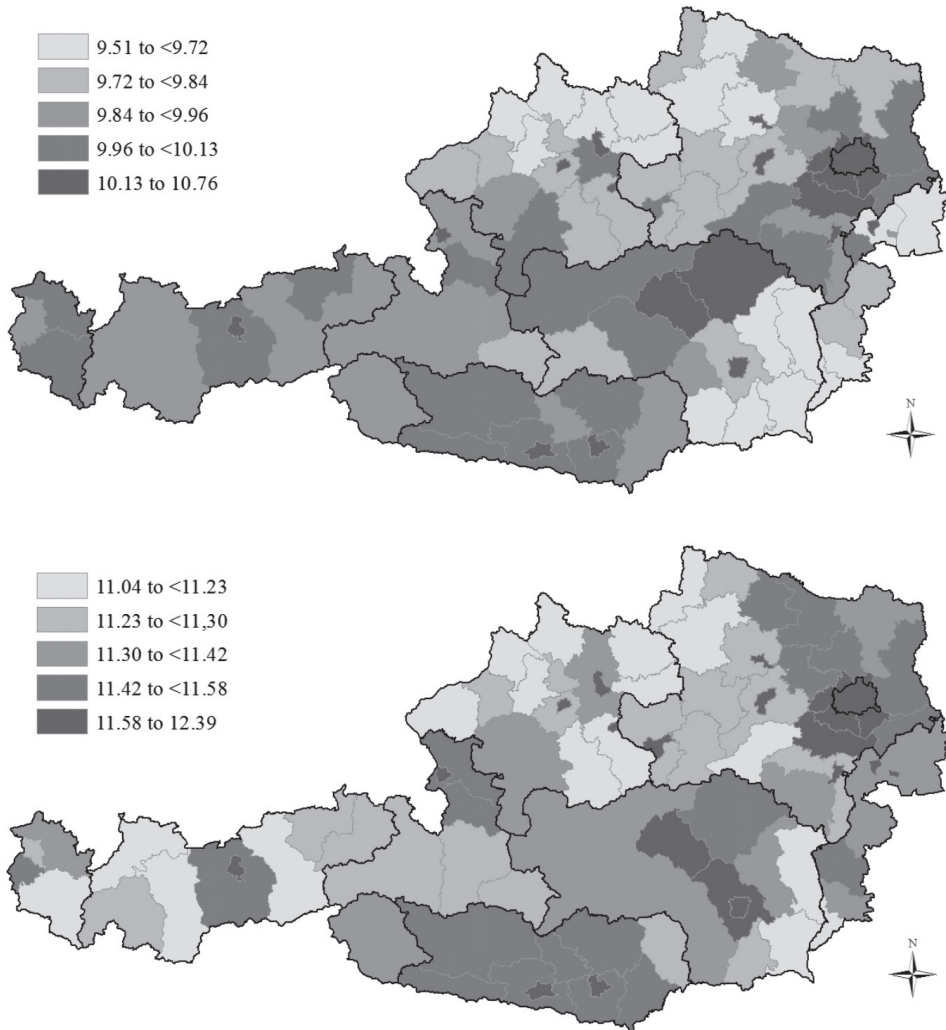 9.51 to <9.72
9.72 to <9.84
9.84 to <9.96
9.96 to <10.13
10.13 to 10.76
N
11.04 to <11.23
11.23 to <11,30
11.30 to <11.42
11.42 to <11.58
11.58 to 12.39
N